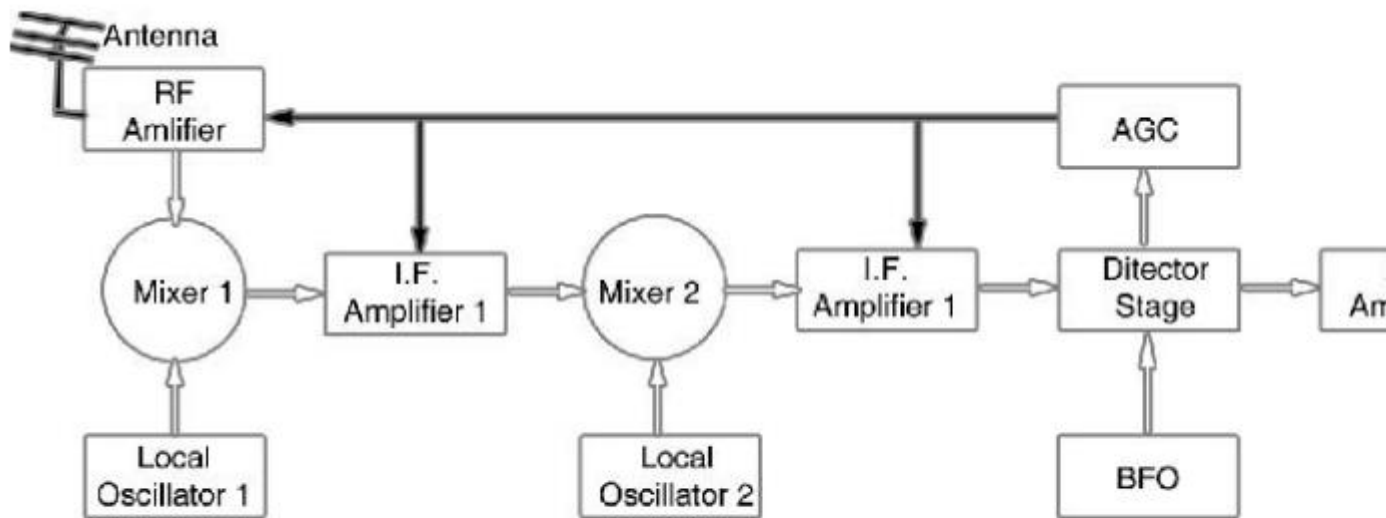 Antenna
RF
Amlifier
AGC
Mixer 1
I.F.
Amplifier 1
Mixer 2
I.F.
Amplifier 1
Ditector
Stage
Am
Local
Oscillator 1
Local
Oscillator 2
BFO